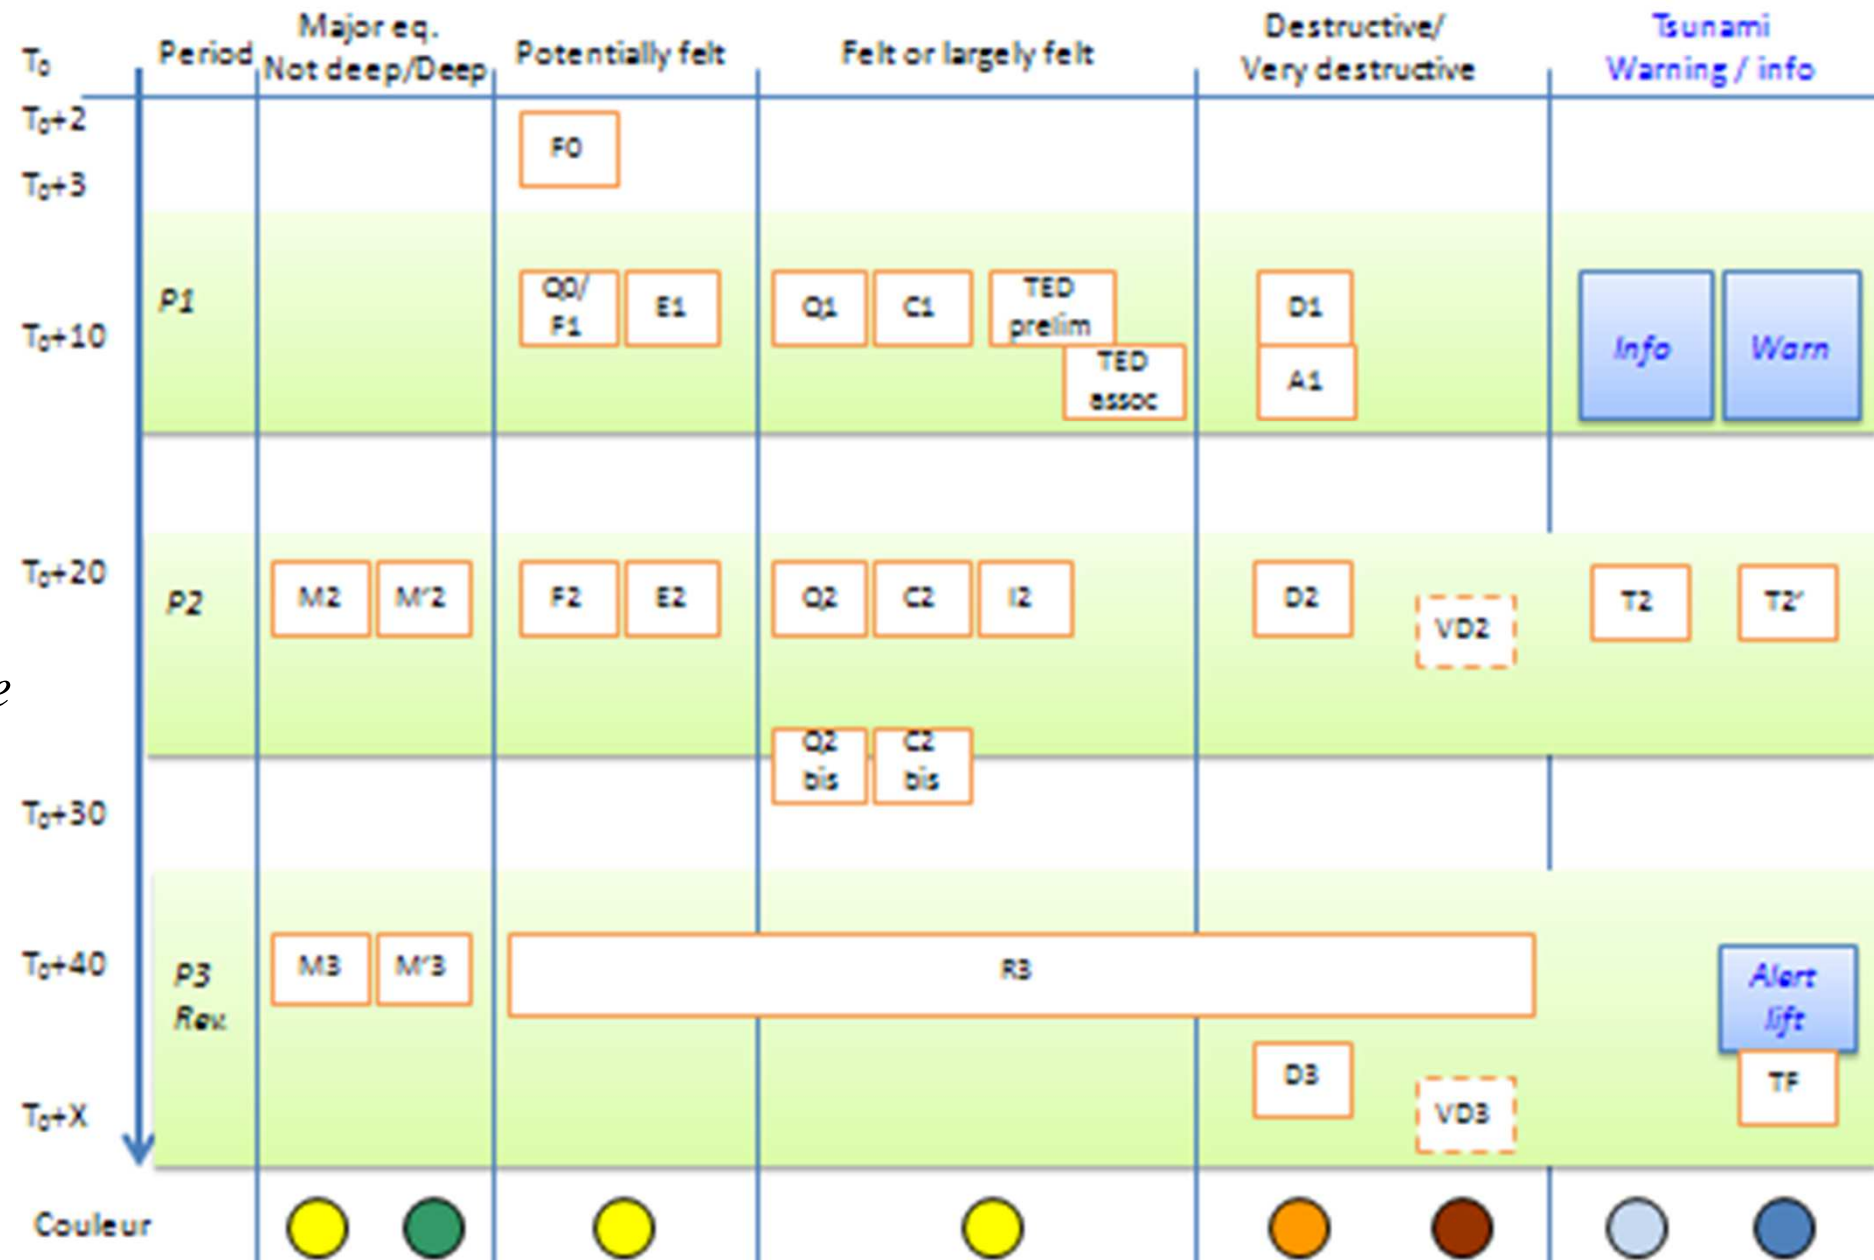 T₀ Period Major eq. Not deep/Deep Potentially felt Felt or largely felt Destructive/ Very destructive Tsunami Warning / info
T₀+2
F0
T₀+3
P1
Q0/
F1
E1
Q1
C1
TED
prelim
D1
T₀+10
TED
assoc
A1
Info
Warn
T₀+20
P2
M2
M'2
F2
E2
Q2
C2
I2
D2
VD2
T2
T2'
e
Q2
bis
C2
bis
T₀+30
T₀+40
P3
Rev.
M3
M'3
R3
Alert
lift
D3
TF
T₀+X
VD3
Couleur